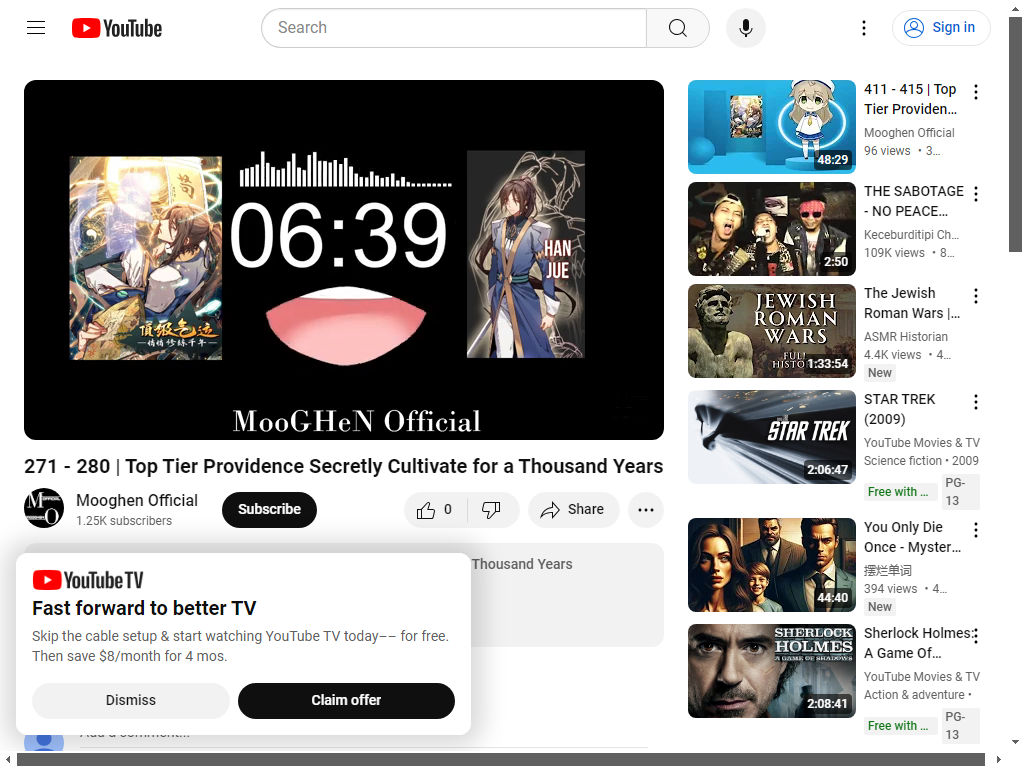 YouTube
Search
Sign in
06:39
頂级气运
悄悄修练千年
HAN
JUE
MooGHeN Official
271 - 280 | Top Tier Providence Secretly Cultivate for a Thousand Years
Mooghen Official
1.25K subscribers
Subscribe
0
Share
Thousand Years
YouTube TV
Fast forward to better TV
Skip the cable setup & start watching YouTube TV today–– for free.
Then save $8/month for 4 mos.
Dismiss
Claim offer
Add a comment...
48:29
411 - 415 | Top
Tier Providen…
Mooghen Official
96 views • 3…
2:50
THE SABOTAGE
- NO PEACE…
Keceburditipi Ch…
109K views • 8…
JEWISH
ROMAN
WARS
FULL
HISTO
1:33:54
The Jewish
Roman Wars |…
ASMR Historian
4.4K views • 4…
New
STAR TREK
2:06:47
STAR TREK
(2009)
YouTube Movies & TV
Science fiction • 2009
Free with …
PG-
13
44:40
You Only Die
Once - Myster…
摆烂单词
394 views • 4…
New
SHERLOCK
HOLMES
A GAME OF SHADOWS
2:08:41
Sherlock Holmes:
A Game Of…
YouTube Movies & TV
Action & adventure •
Free with …
PG-
13